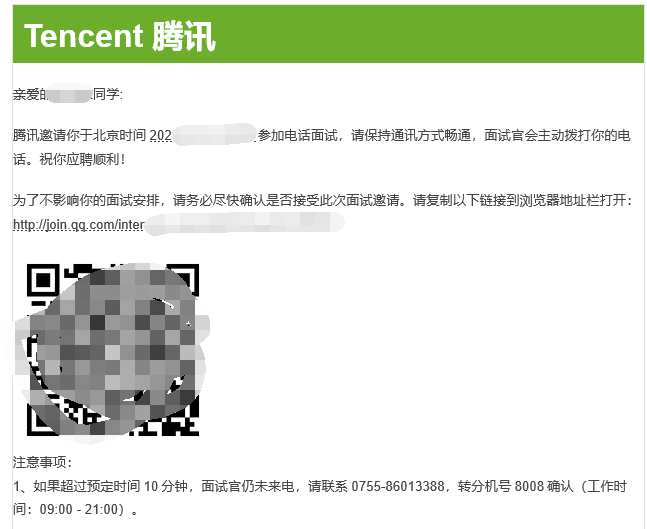 Tencent 腾讯
亲爱的 同学:
腾讯邀请你于北京时间 202 参加电话面试，请保持通讯方式畅通，面试官会主动拨打你的电
话。祝你应聘顺利！
为了不影响你的面试安排，请务必尽快确认是否接受此次面试邀请。请复制以下链接到浏览器地址栏打开：
http://join.qq.com/inter
注意事项：
1、如果超过预定时间 10 分钟，面试官仍未来电，请联系 0755-86013388，转分机号 8008 确认（工作时
间：09:00 - 21:00）。